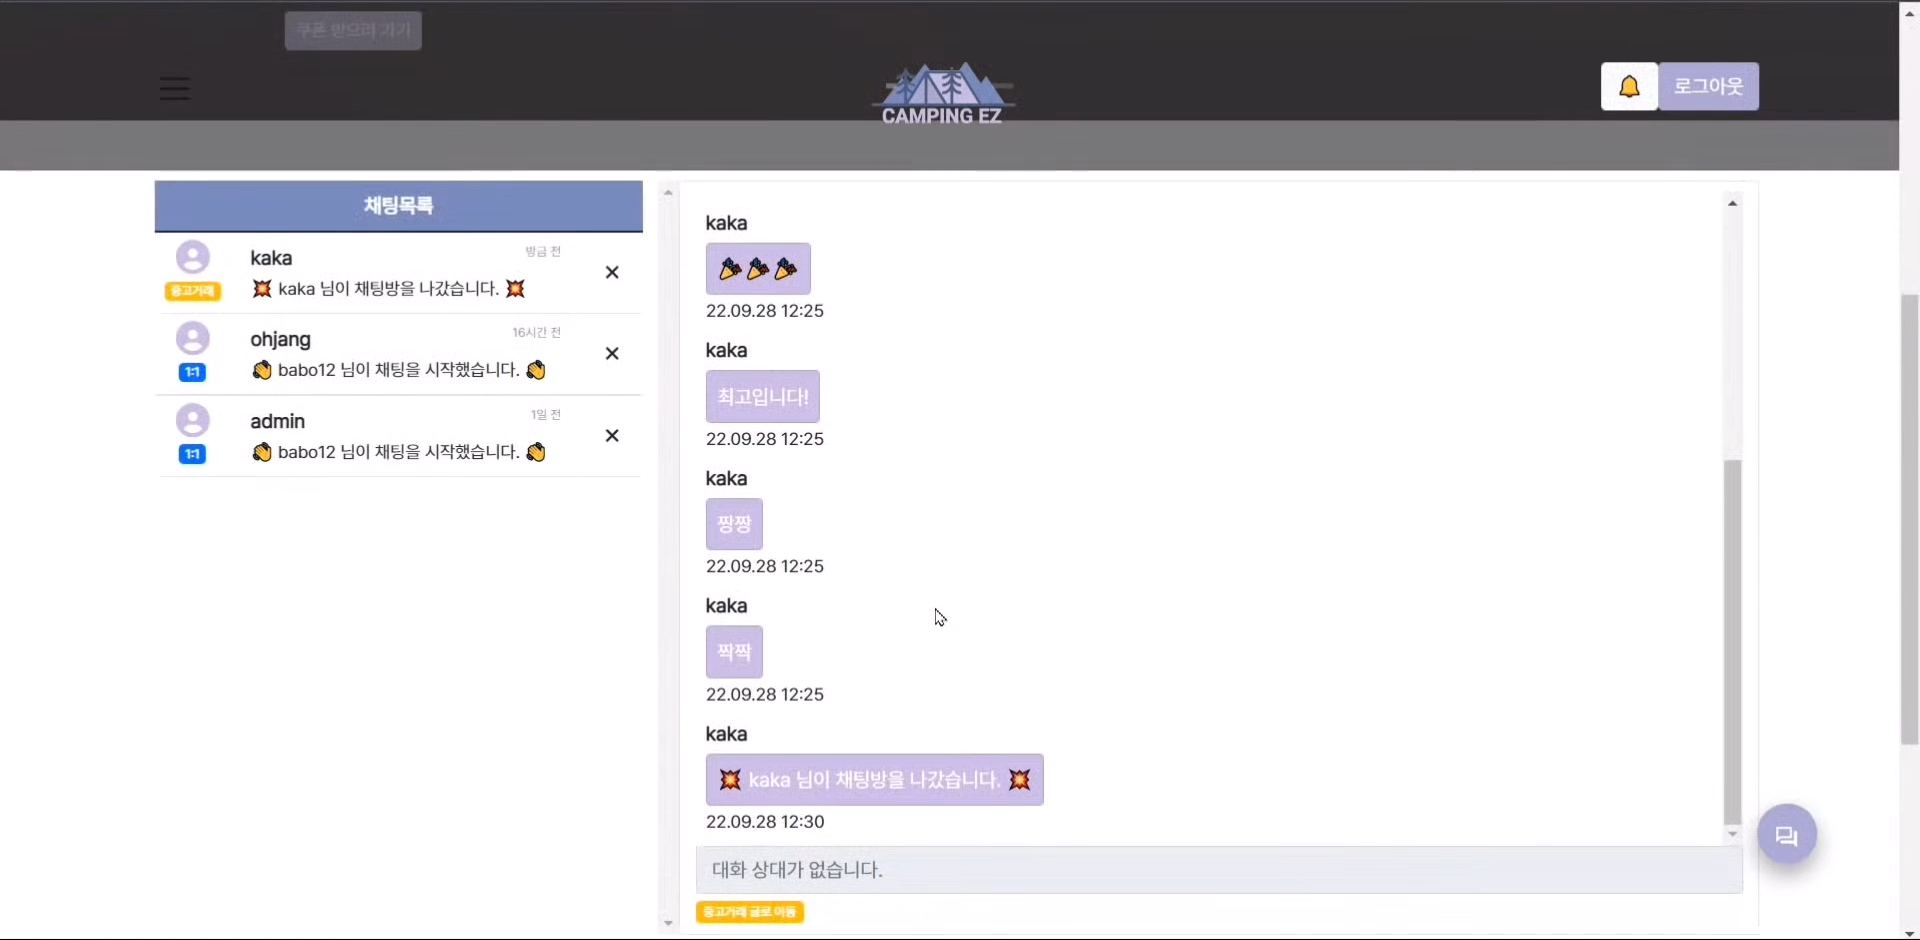 쿠폰 받으러 가기
CAMPING EZ
로그아웃
채팅목록
kaka
방금 전
중고거래
💥 kaka 님이 채팅방을 나갔습니다. 💥
ohjang
16시간 전
1:1
👏 babo12 님이 채팅을 시작했습니다. 👏
admin
1일 전
1:1
👏 babo12 님이 채팅을 시작했습니다. 👏
kaka
🎉🎉🎉
22.09.28 12:25
kaka
최고입니다!
22.09.28 12:25
kaka
짱짱
22.09.28 12:25
kaka
짝짝
22.09.28 12:25
kaka
💥 kaka 님이 채팅방을 나갔습니다. 💥
22.09.28 12:30
대화 상대가 없습니다.
중고거래 글로 이동